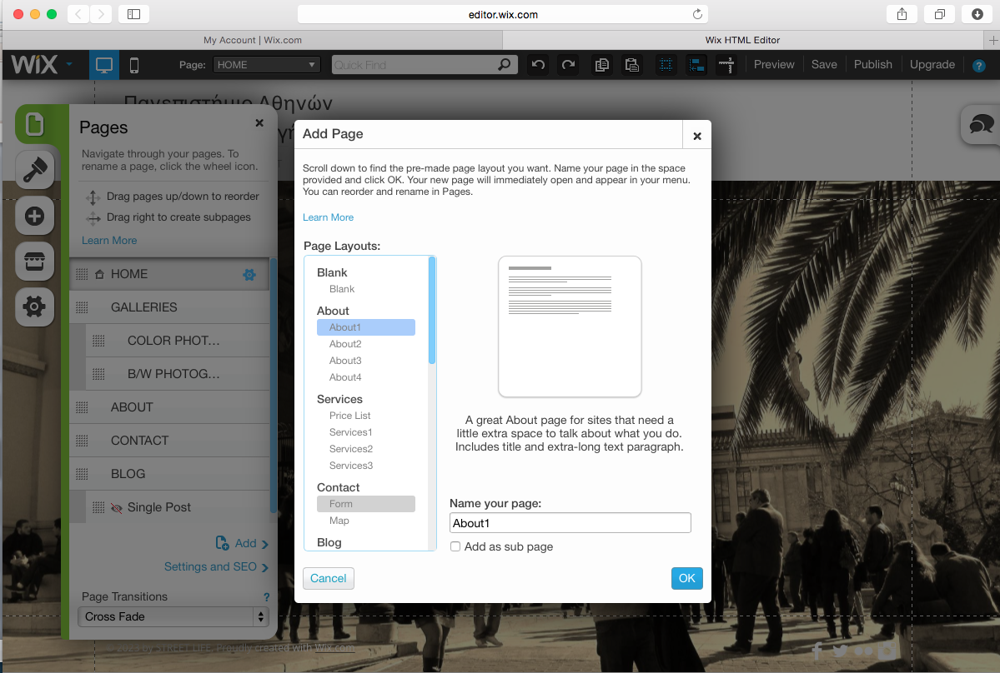 editor.wix.com
My Account | Wix.com
Wix HTML Editor
WiX
Page:
HOME
Quick Find
Preview
Save
Publish
Upgrade
?
Πανεπιστήμιο Αθηνών
Pages
Navigate through your pages. To
rename a page, click the wheel icon.
Drag pages up/down to reorder
Drag right to create subpages
Learn More
HOME
GALLERIES
COLOR PHOT...
B/W PHOTOG...
ABOUT
CONTACT
BLOG
Single Post
Add
Settings and SEO
Page Transitions
?
Cross Fade
Add Page
Scroll down to find the pre-made page layout you want. Name your page in the space
provided and click OK. Your new page will immediately open and appear in your menu.
You can reorder and rename in Pages.
Learn More
Page Layouts:
Blank
Blank
About
About1
About2
About3
About4
Services
Price List
Services1
Services2
Services3
Contact
Form
Map
Blog
A great About page for sites that need a
little extra space to talk about what you do.
Includes title and extra-long text paragraph.
Name your page:
About1
Add as sub page
Cancel
OK
© 2023 by STREET LIFE. Proudly created with Wix.com